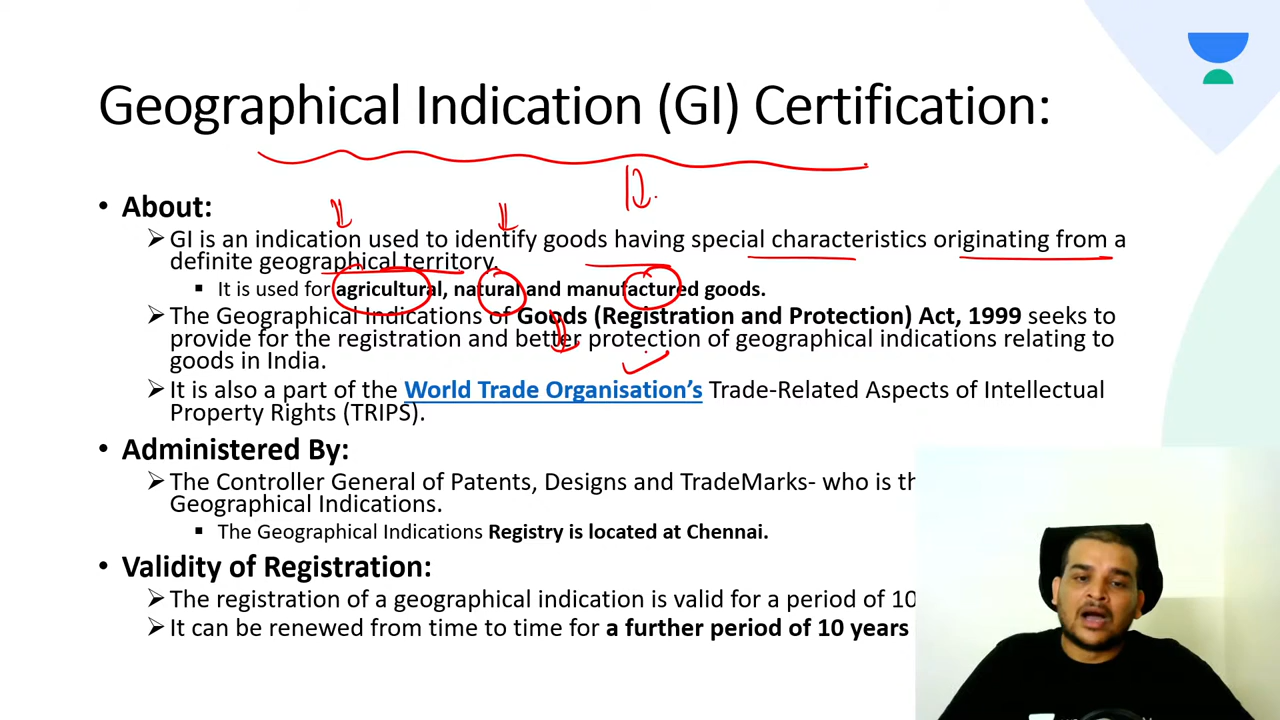 Geographical Indication (GI) Certification:
• About:
➢ GI is an indication used to identify goods having special characteristics originating from a
definite geographical territory.
▪ It is used for agricultural, natural and manufactured goods.
➢ The Geographical Indications of Goods (Registration and Protection) Act, 1999 seeks to
provide for the registration and better protection of geographical indications relating to
goods in India.
➢ It is also a part of the World Trade Organisation’s Trade-Related Aspects of Intellectual
Property Rights (TRIPS).
• Administered By:
➢ The Controller General of Patents, Designs and TradeMarks- who is
Geographical Indications.
▪ The Geographical Indications Registry is located at Chennai.
• Validity of Registration:
➢ The registration of a geographical indication is valid for a period of 10
➢ It can be renewed from time to time for a further period of 10 years